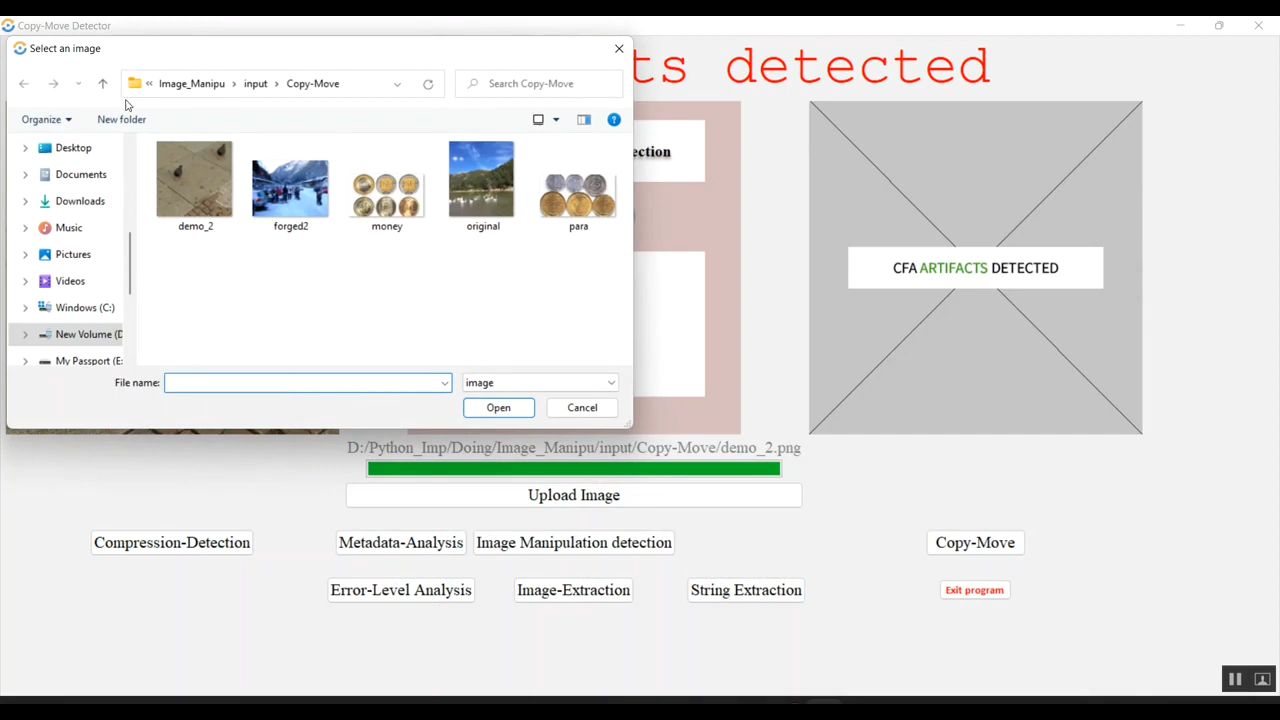 Copy-Move Detector
Select an image
ts detected
Image_Manipu
input
Copy-Move
Search Copy-Move
Organize
New folder
ection
Desktop
Documents
Downloads
Music
Pictures
Videos
Windows (C:)
New Volume (D
My Passport (E:
demo_2
forged2
money
original
para
CFA ARTIFACTS DETECTED
File name:
image
Open
Cancel
D:/Python_Imp/Doing/Image_Manipu/input/Copy-Move/demo_2.png
Upload Image
Compression-Detection
Metadata-Analysis
Image Manipulation detection
Copy-Move
Error-Level Analysis
Image-Extraction
String Extraction
Exit program